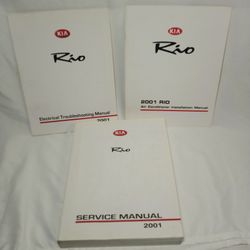 KIA
Rio
Electrical Troubleshooting Manual
2001
KIA
Rio
2001 RIO
Air Conditioner Installation Manual
KIA
Rio
SERVICE MANUAL
2001